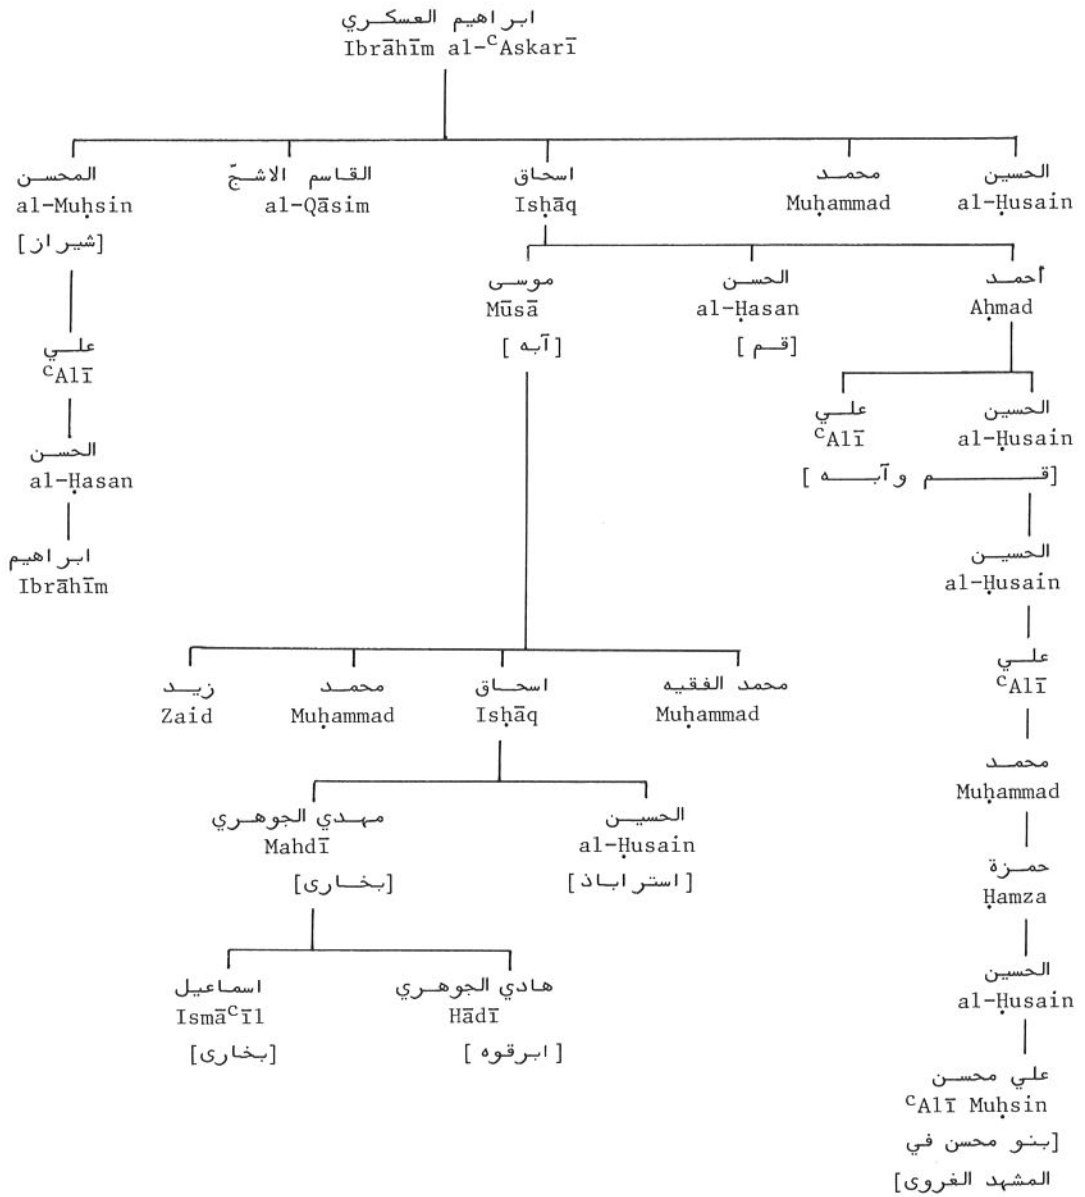 ابراهيم العسكري
Ibrāhīm al-ᶜAskarī
المحسن
al-Muḥsin
[شيراز]
القاسم الاشجّ
al-Qāsim
اسحاق
Isḥāq
محمد
Muḥammad
الحسين
al-Ḥusain
موسى
Mūsā
[آبه]
الحسن
al-Ḥasan
[قم]
أحمد
Aḥmad
علي
ᶜAlī
علي
ᶜAlī
الحسين
al-Ḥusain
[قم وآبه]
الحسن
al-Ḥasan
ابراهيم
Ibrāhīm
الحسين
al-Ḥusain
علي
ᶜAlī
زيد
Zaid
محمد
Muḥammad
اسحاق
Isḥāq
محمد الفقيه
Muḥammad
محمد
Muḥammad
مهدي الجوهري
Mahdī
[بخارى]
الحسين
al-Ḥusain
[استراباذ]
حمزة
Ḥamza
اسماعيل
Ismāᶜīl
[بخارى]
هادي الجوهري
Hādī
[ابرقوه]
الحسين
al-Ḥusain
علي محسن
ᶜAlī Muḥsin
[بنو محسن في
المشهد الغروى]